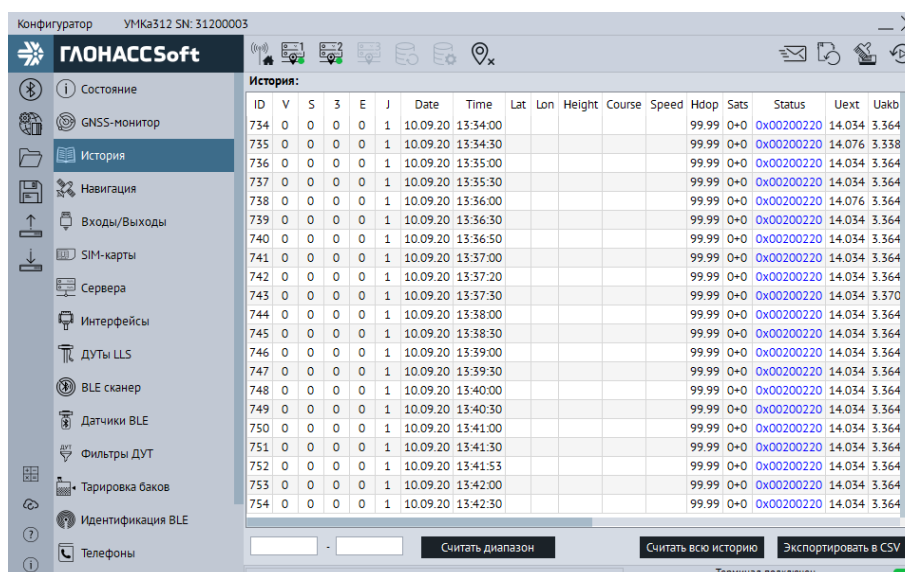 Конфигуратор УМКа312 SN: 31200003
ГЛОНАССSoft
Состояние
GNSS-монитор
История
Навигация
Входы/Выходы
SIM-карты
Сервера
Интерфейсы
ДУТы LLS
BLE сканер
Датчики BLE
Фильтры ДУТ
Тарировка баков
Идентификация BLE
Телефоны
История:
ID V S 3 E J Date Time Lat Lon Height Course Speed Hdop Sats Status Uext Uakb
734 0 0 0 0 1 10.09.20 13:34:00 99.99 0+0 0x00200220 14.034 3.364
735 0 0 0 0 1 10.09.20 13:34:30 99.99 0+0 0x00200220 14.076 3.338
736 0 0 0 0 1 10.09.20 13:35:00 99.99 0+0 0x00200220 14.034 3.364
737 0 0 0 0 1 10.09.20 13:35:30 99.99 0+0 0x00200220 14.034 3.364
738 0 0 0 0 1 10.09.20 13:36:00 99.99 0+0 0x00200220 14.076 3.364
739 0 0 0 0 1 10.09.20 13:36:30 99.99 0+0 0x00200220 14.034 3.364
740 0 0 0 0 1 10.09.20 13:36:50 99.99 0+0 0x00200220 14.034 3.364
741 0 0 0 0 1 10.09.20 13:37:00 99.99 0+0 0x00200220 14.034 3.364
742 0 0 0 0 1 10.09.20 13:37:20 99.99 0+0 0x00200220 14.034 3.364
743 0 0 0 0 1 10.09.20 13:37:30 99.99 0+0 0x00200220 14.034 3.370
744 0 0 0 0 1 10.09.20 13:38:00 99.99 0+0 0x00200220 14.034 3.364
745 0 0 0 0 1 10.09.20 13:38:30 99.99 0+0 0x00200220 14.034 3.364
746 0 0 0 0 1 10.09.20 13:39:00 99.99 0+0 0x00200220 14.034 3.364
747 0 0 0 0 1 10.09.20 13:39:30 99.99 0+0 0x00200220 14.034 3.364
748 0 0 0 0 1 10.09.20 13:40:00 99.99 0+0 0x00200220 14.034 3.364
749 0 0 0 0 1 10.09.20 13:40:30 99.99 0+0 0x00200220 14.034 3.364
750 0 0 0 0 1 10.09.20 13:41:00 99.99 0+0 0x00200220 14.034 3.364
751 0 0 0 0 1 10.09.20 13:41:30 99.99 0+0 0x00200220 14.034 3.364
752 0 0 0 0 1 10.09.20 13:41:53 99.99 0+0 0x00200220 14.034 3.364
753 0 0 0 0 1 10.09.20 13:42:00 99.99 0+0 0x00200220 14.034 3.364
754 0 0 0 0 1 10.09.20 13:42:30 99.99 0+0 0x00200220 14.034 3.364
- Считать диапазон Считать всю историю Экспортировать в CSV